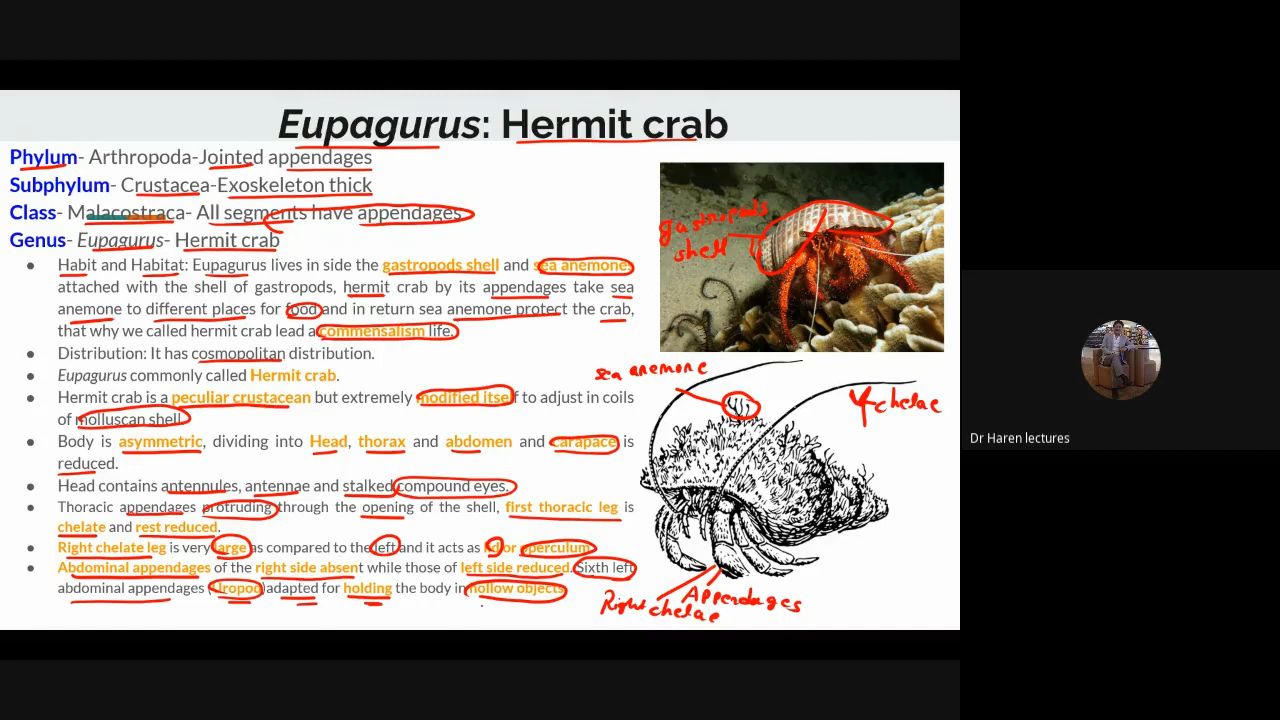 Eupagurus: Hermit crab
Phylum- Arthropoda-Jointed appendages
Subphylum- Crustacea-Exoskeleton thick
Class- Malacostraca- All segments have appendages
Genus- Eupagurus- Hermit crab
● Habit and Habitat: Eupagurus lives in side the gastropods shell and sea anemones
attached with the shell of gastropods, hermit crab by its appendages take sea
anemone to different places for food and in return sea anemone protect the crab,
that why we called hermit crab lead a commensalism life.
● Distribution: It has cosmopolitan distribution.
● Eupagurus commonly called Hermit crab.
● Hermit crab is a peculiar crustacean but extremely modified itself to adjust in coils
of molluscan shell.
● Body is asymmetric, dividing into Head, thorax and abdomen and carapace is
reduced.
● Head contains antennules, antennae and stalked compound eyes.
● Thoracic appendages protruding through the opening of the shell, first thoracic leg is
chelate and rest reduced.
● Right chelate leg is very large as compared to the left and it acts as lid or operculum.
● Abdominal appendages of the right side absent while those of left side reduced. Sixth left
abdominal appendages (Uropod) adapted for holding the body in hollow objects.
gastropods
shell
sea anemone
chelae
Right Appendages
chelae
Dr Haren lectures